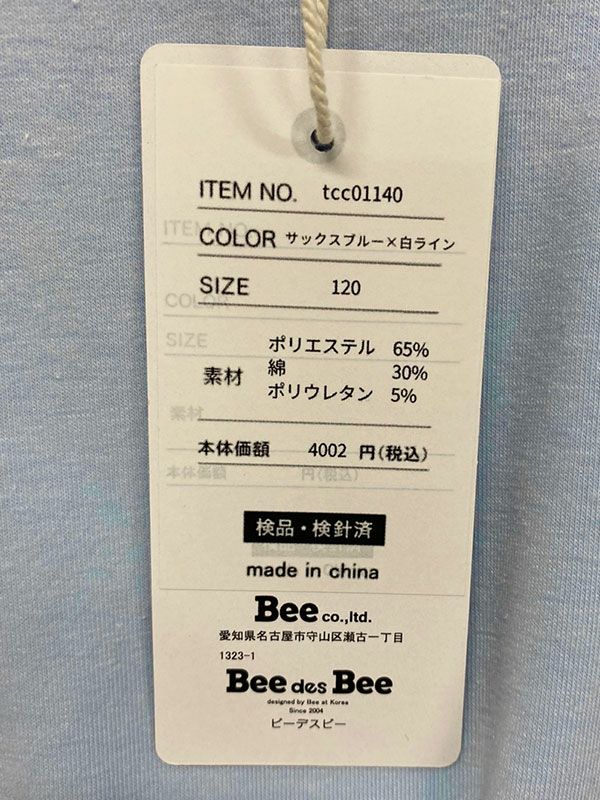 ITEM NO. tcc01140
COLOR サックスブルー×白ライン
SIZE 120
素材 ポリエステル 65%
綿 30%
ポリウレタン 5%
本体価額 4002 円(税込)
検品・検針済
made in china
Bee co.,ltd.
愛知県名古屋市守山区瀬古一丁目
1323-1
Bee des Bee
designed by Bee at Korea
Since 2004
ビーデスビー